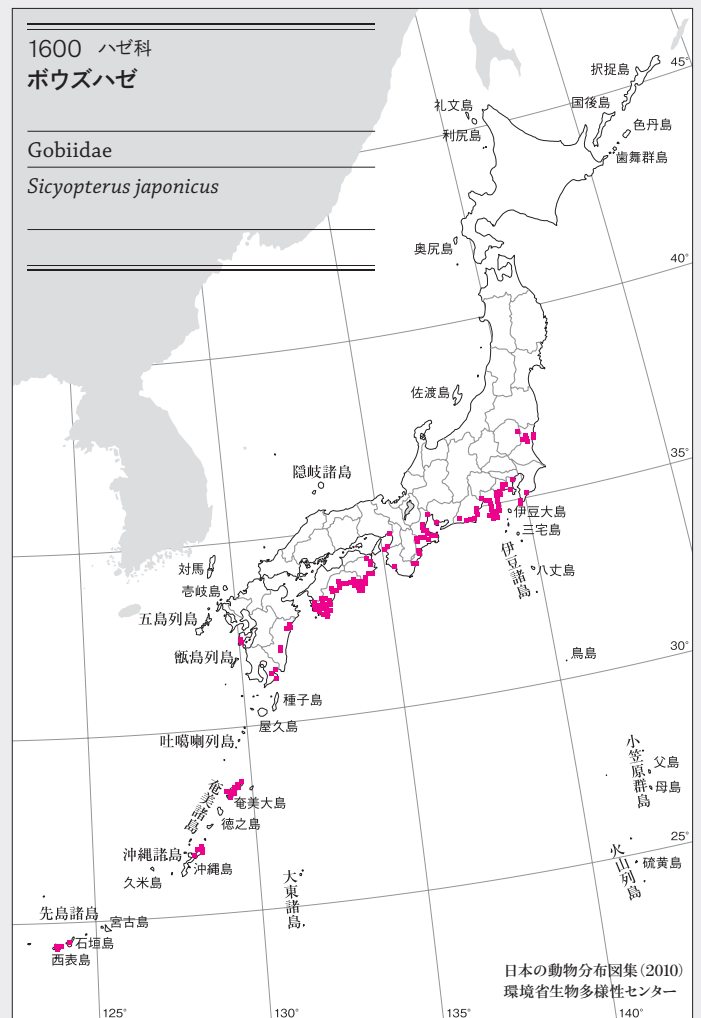 1600 ハゼ科
ボウズハゼ
Gobiidae
Sicyopterus japonicus
択捉島
45°
礼文島
国後島
利尻島
色丹島
歯舞群島
奥尻島
40°
佐渡島
35°
隠岐諸島
伊豆大島
三宅島
伊豆諸島
八丈島
対馬
壱岐島
五島列島
甑島列島
鳥島
30°
種子島
屋久島
吐噶喇列島
小笠原群島
父島
母島
奄美諸島
奄美大島
徳之島
25°
沖縄諸島
沖縄島
久米島
火山列島
硫黄島
大東諸島
先島諸島
宮古島
石垣島
西表島
日本の動物分布図集(2010)
環境省生物多様性センター
125°
130°
135°
140°